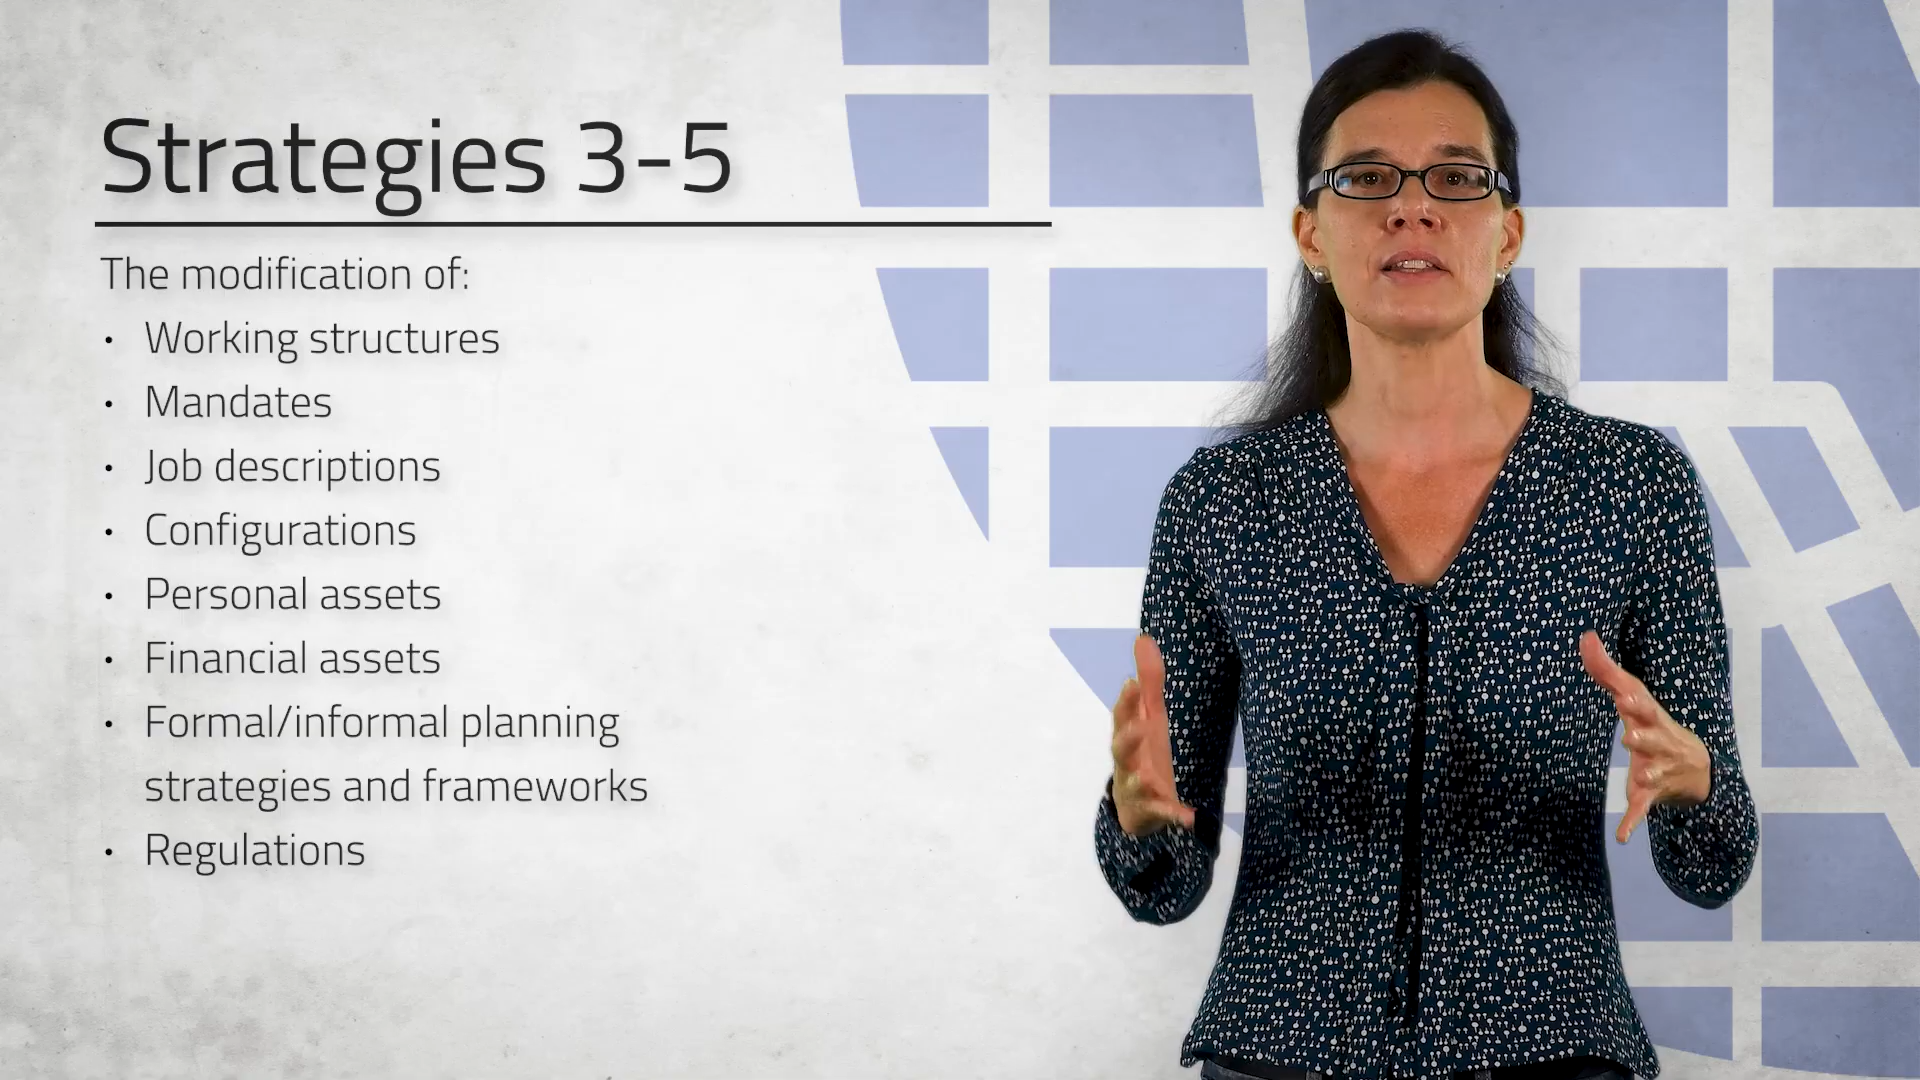 Strategies 3-5
The modification of:
• Working structures
• Mandates
• Job descriptions
• Configurations
• Personal assets
• Financial assets
• Formal/informal planning
strategies and frameworks
• Regulations